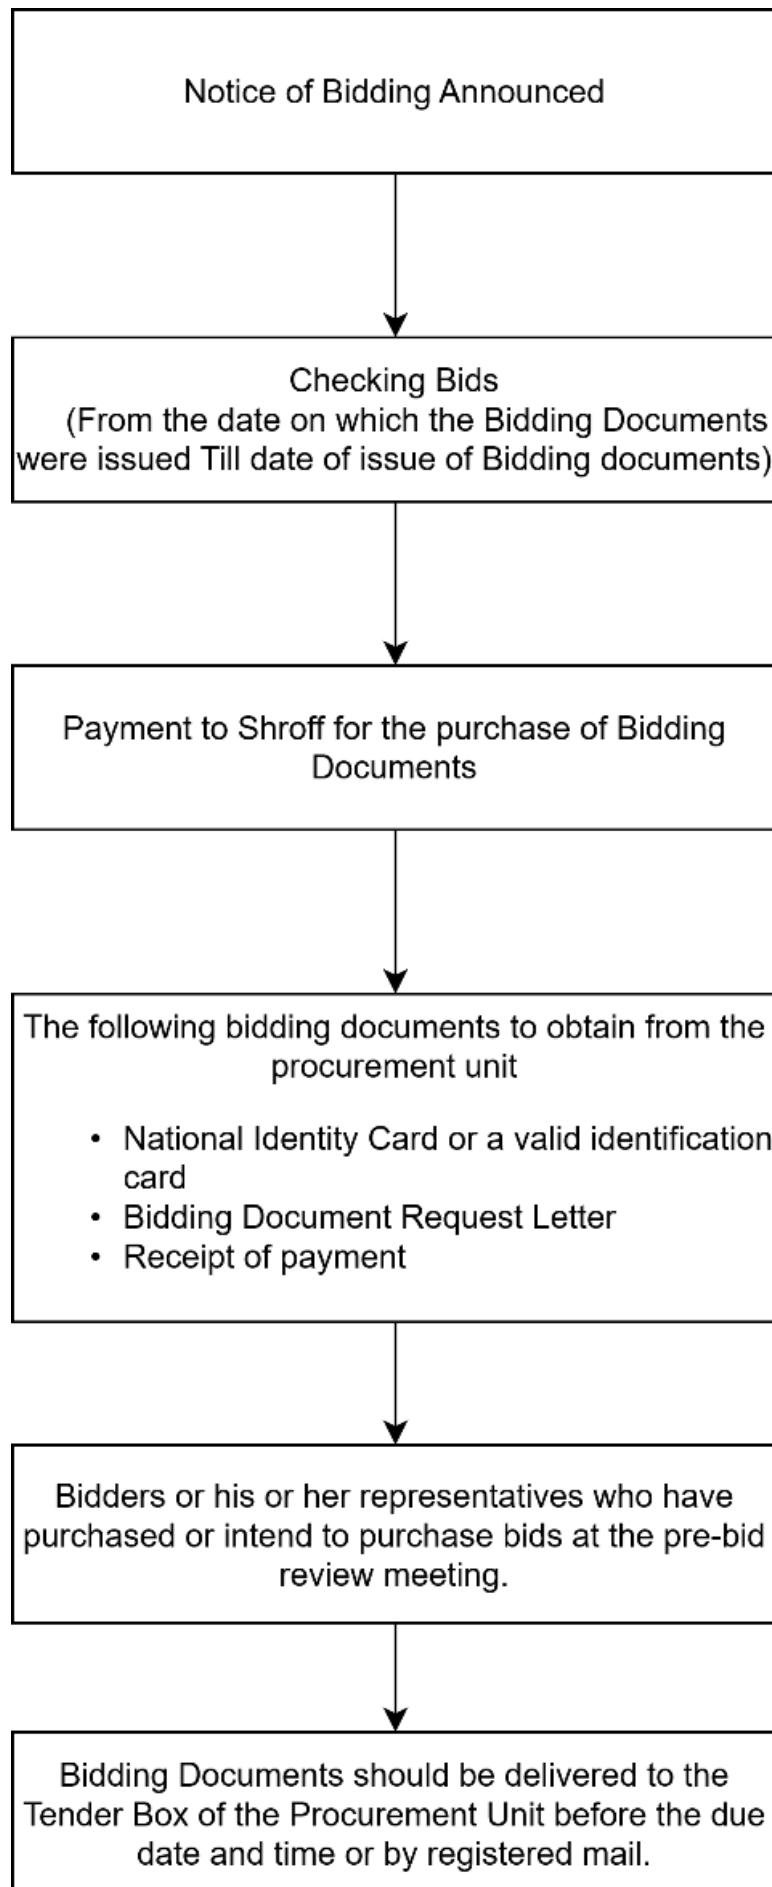 Notice of Bidding Announced
Checking Bids
(From the date on which the Bidding Documents
were issued Till date of issue of Bidding documents)
Payment to Shroff for the purchase of Bidding
Documents
The following bidding documents to obtain from the
procurement unit
• National Identity Card or a valid identification
card
• Bidding Document Request Letter
• Receipt of payment
Bidders or his or her representatives who have
purchased or intend to purchase bids at the pre-bid
review meeting.
Bidding Documents should be delivered to the
Tender Box of the Procurement Unit before the due
date and time or by registered mail.